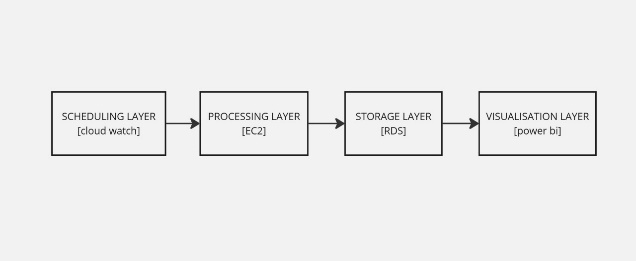 SCHEDULING LAYER
[cloud watch]
PROCESSING LAYER
[EC2]
STORAGE LAYER
[RDS]
VISUALISATION LAYER
[power bi]